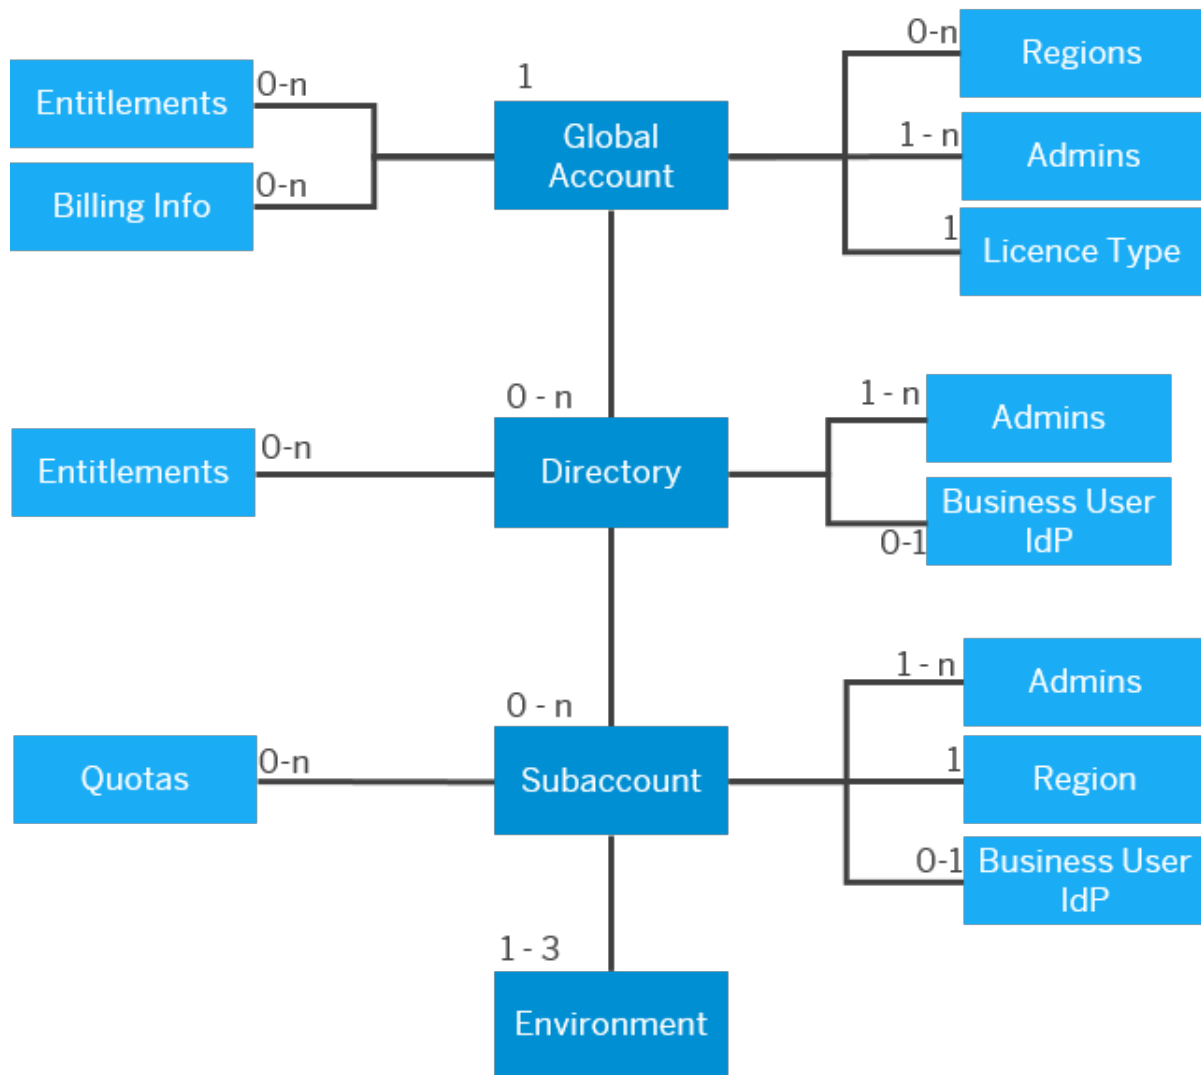 0-n
Regions
Entitlements
0-n
1
Global
Account
1 - n
Admins
Billing Info
0-n
1
Licence Type
0 - n
1 - n
Admins
Entitlements
0-n
Directory
Business User
IdP
0-1
1 - n
Admins
0 - n
Quotas
0-n
Subaccount
1
Region
0-1
Business User
IdP
1 - 3
Environment